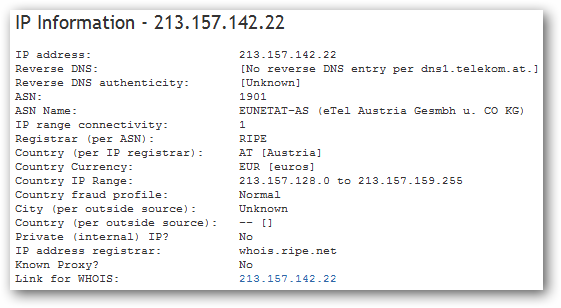 IP Information - 213.157.142.22
IP address: 213.157.142.22
Reverse DNS: [No reverse DNS entry per dns1.telekom.at.]
Reverse DNS authenticity: [Unknown]
ASN: 1901
ASN Name: EUNETAT-AS (eTel Austria Gesmbh u. CO KG)
IP range connectivity: 1
Registrar (per ASN): RIPE
Country (per IP registrar): AT [Austria]
Country Currency: EUR [euros]
Country IP Range: 213.157.128.0 to 213.157.159.255
Country fraud profile: Normal
City (per outside source): Unknown
Country (per outside source): -- []
Private (internal) IP? No
IP address registrar: whois.ripe.net
Known Proxy? No
Link for WHOIS: 213.157.142.22